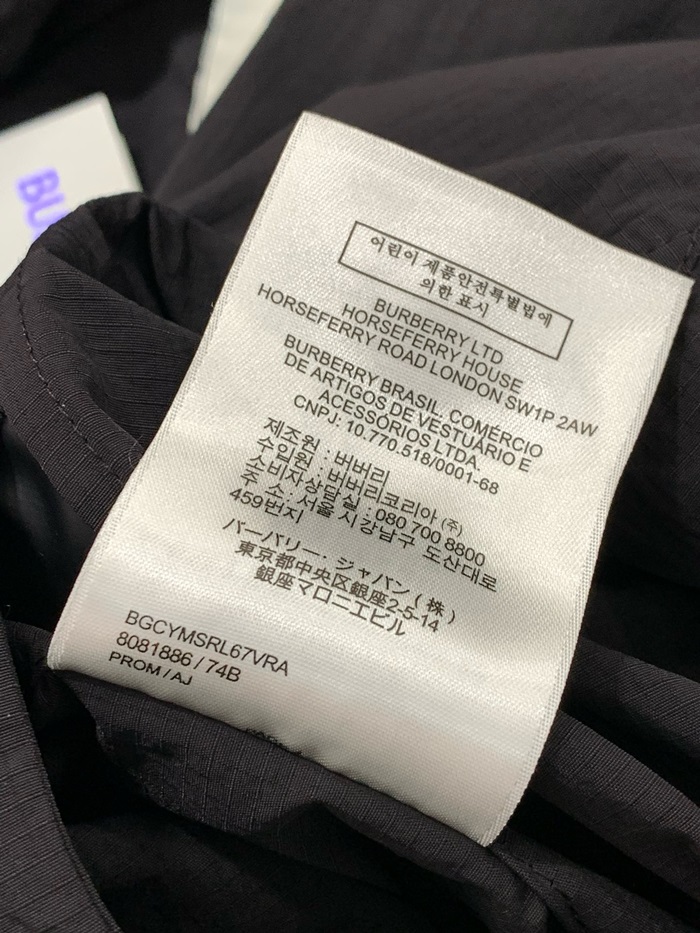 BU
어린이제품안전특별법에
의한 표시
BURBERRY LTD
HORSEFERRY HOUSE
HORSEFERRY ROAD LONDON SW1P 2AW
BURBERRY BRASIL. COMÉRCIO
DE ARTIGOS DE VESTUÁRIO E
ACESSÓRIOS LTDA.
CNPJ: 10.770.518/0001-68
제조원 : 버버리
수입원 : 버버리코리아 (주)
소비자상담실 : 080 700 8800
주 소 : 서울 시강남구 도산대로
459번지
バーバリー・ジャパン(株)
東京都中央区銀座2-5-14
銀座マロニエビル
BGCYMSRL67VRA
8081886 / 74B
PROM / AJ